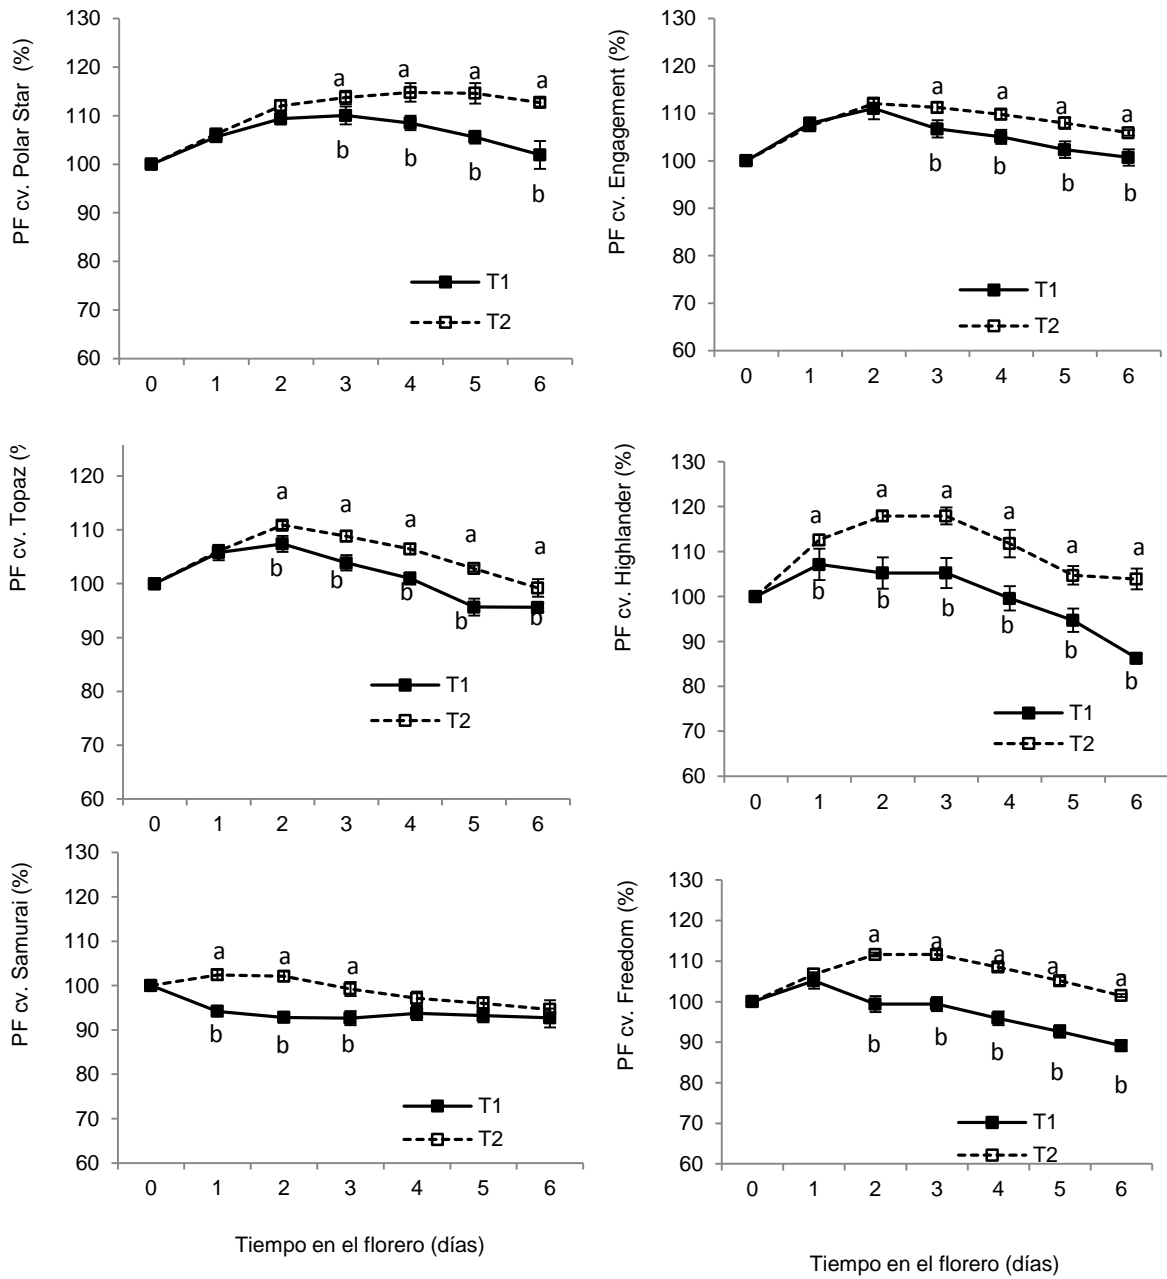 PF cv. Polar Star (%)
130
120
110
100
90
80
70
60
a a a a
b b b b
T1
T2
0 1 2 3 4 5 6
PF cv. Engagement (%)
130
120
110
100
90
80
70
60
a a a a
b b b b
T1
T2
0 1 2 3 4 5 6
PF cv. Topaz (%
120
110
100
90
80
70
60
a a a a a
b b b b b
T1
T2
0 1 2 3 4 5 6
PF cv. Highlander (%)
130
120
110
100
90
80
70
60
a a a a a a
b b b b b b
T1
T2
0 1 2 3 4 5 6
PF cv. Samurai (%)
130
120
110
100
90
80
70
60
a a a
b b b
T1
T2
0 1 2 3 4 5 6
Tiempo en el florero (días)
PF cv. Freedom (%)
130
120
110
100
90
80
70
60
a a a a a
b b b b b
T1
T2
0 1 2 3 4 5 6
Tiempo en el florero (días)